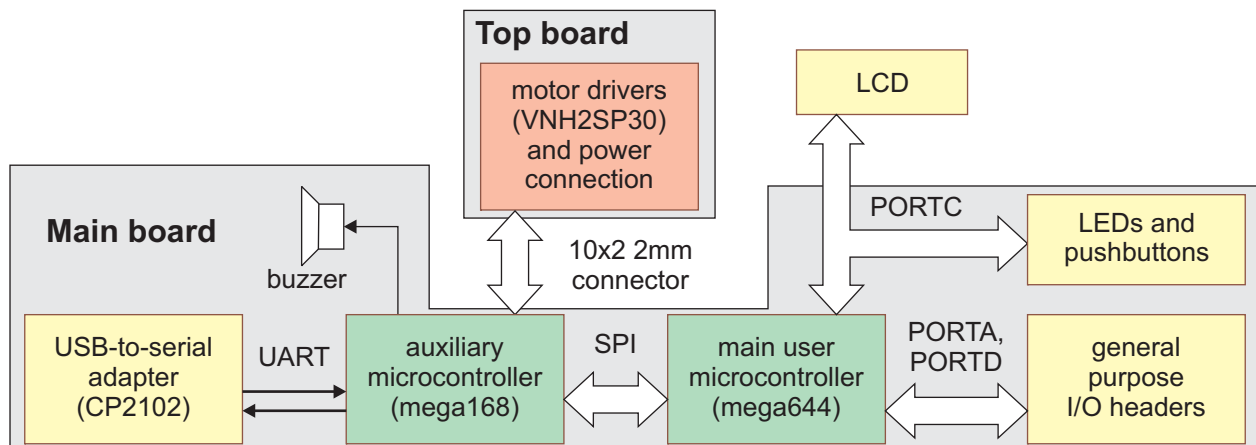 Top board
motor drivers
(VNH2SP30)
and power
connection
LCD
Main board
buzzer
10x2 2mm
connector
PORTC
LEDs and
pushbuttons
USB-to-serial
adapter
(CP2102)
UART
auxiliary
microcontroller
(mega168)
SPI
main user
microcontroller
(mega644)
PORTA,
PORTD
general
purpose
I/O headers